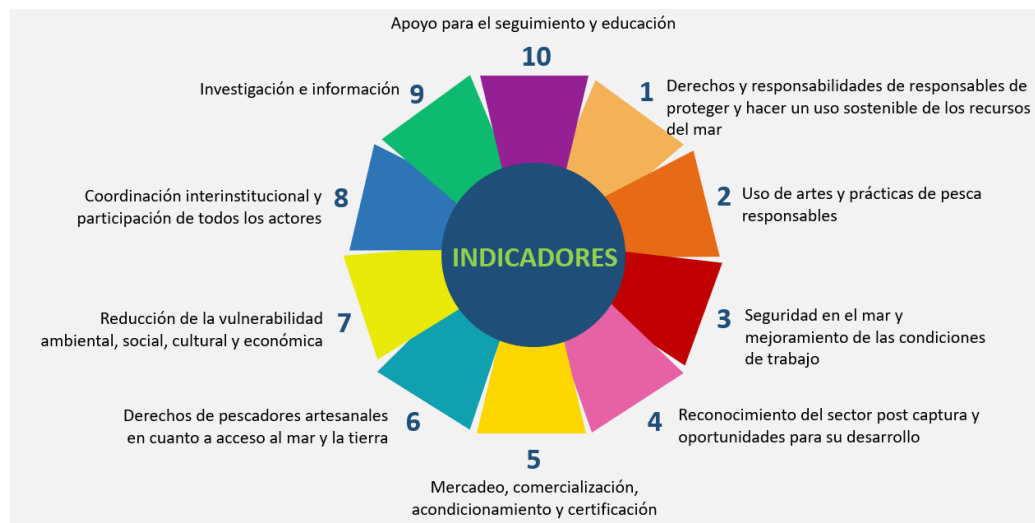 Apoyo para el seguimiento y educación
10
1
Derechos y responsabilidades de responsables de
proteger y hacer un uso sostenible de los recursos
del mar
2
Uso de artes y prácticas de pesca
responsables
3
Seguridad en el mar y
mejoramiento de las condiciones
de trabajo
4
Reconocimiento del sector post captura y
oportunidades para su desarrollo
5
Mercadeo, comercialización,
acondicionamiento y certificación
6
Derechos de pescadores artesanales
en cuanto a acceso al mar y la tierra
7
Reducción de la vulnerabilidad
ambiental, social, cultural y económica
8
Coordinación interinstitucional y
participación de todos los actores
9
Investigación e información
INDICADORES